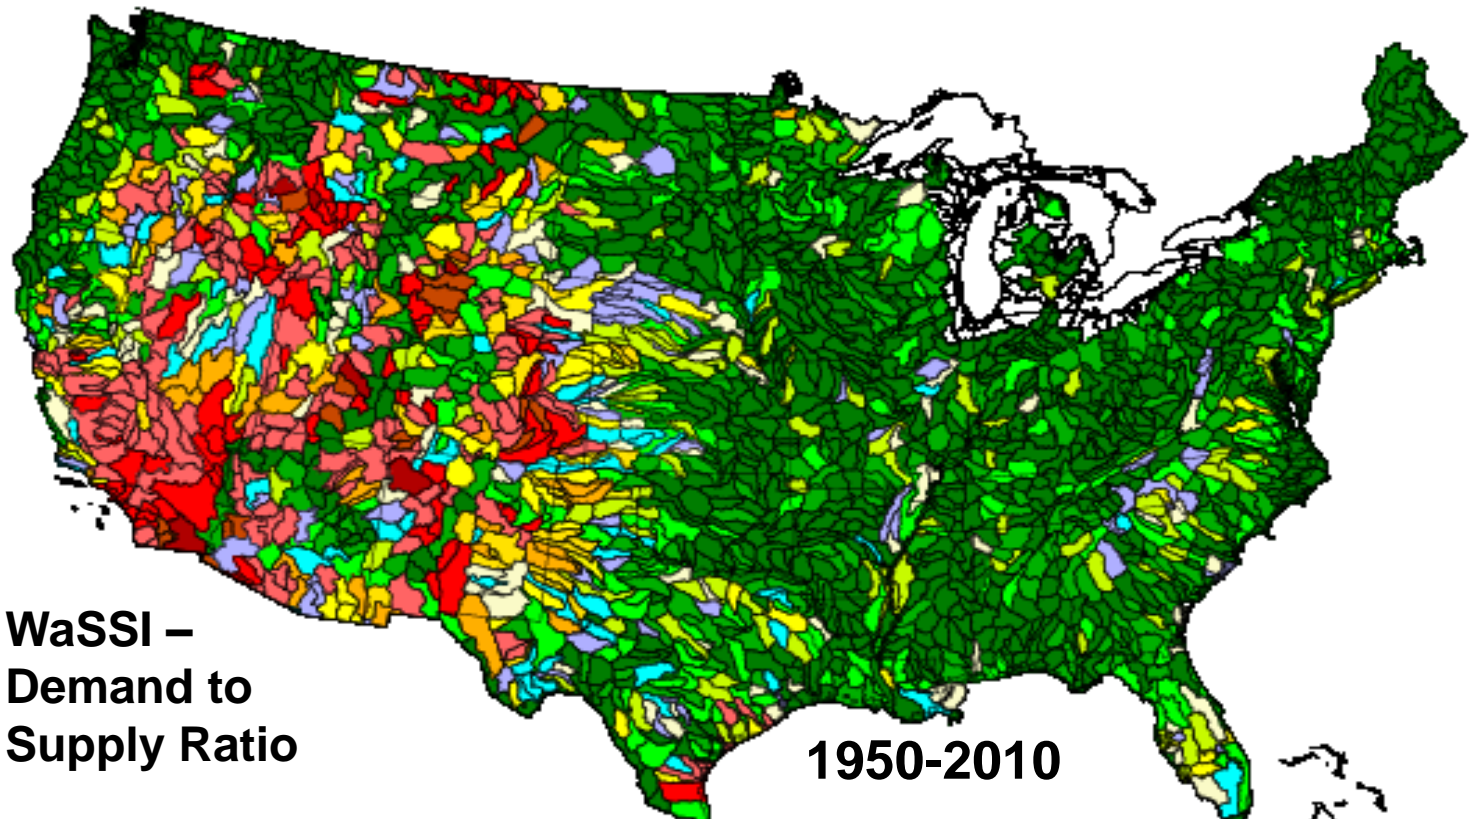 WaSSI –
Demand to
Supply Ratio
1950-2010